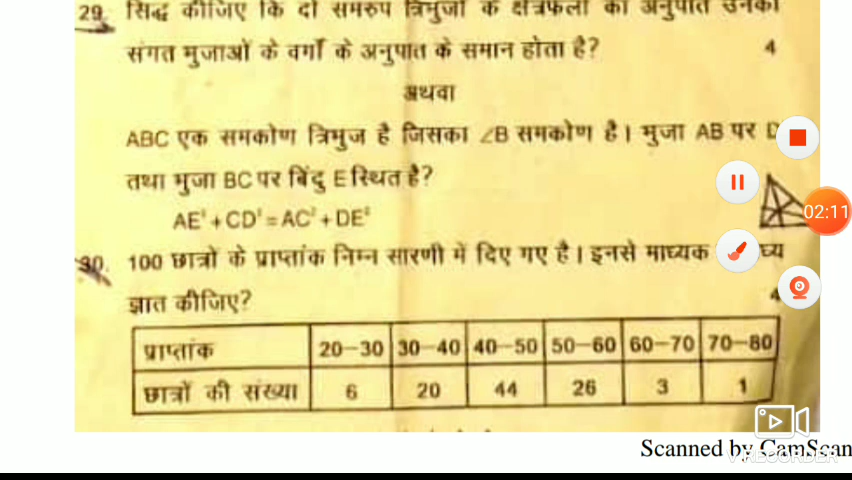 29. सिद्ध कीजिए कि दो समरुप त्रिभुजों के क्षेत्रफलों का अनुपात उनकी
संगत भुजाओं के वर्गों के अनुपात के समान होता है? 4
अथवा
ABC एक समकोण त्रिभुज है जिसका ∠B समकोण है। भुजा AB पर D
तथा भुजा BC पर बिंदु E स्थित है?
AE² + CD² = AC² + DE²
02:11
30. 100 छात्रो के प्राप्तांक निम्न सारणी में दिए गए है। इनसे माध्यक
ज्ञात कीजिए? 4
प्राप्तांक 20-30 30-40 40-50 50-60 60-70 70-80
छात्रों की संख्या 6 20 44 26 3 1
Scanned by CamScan